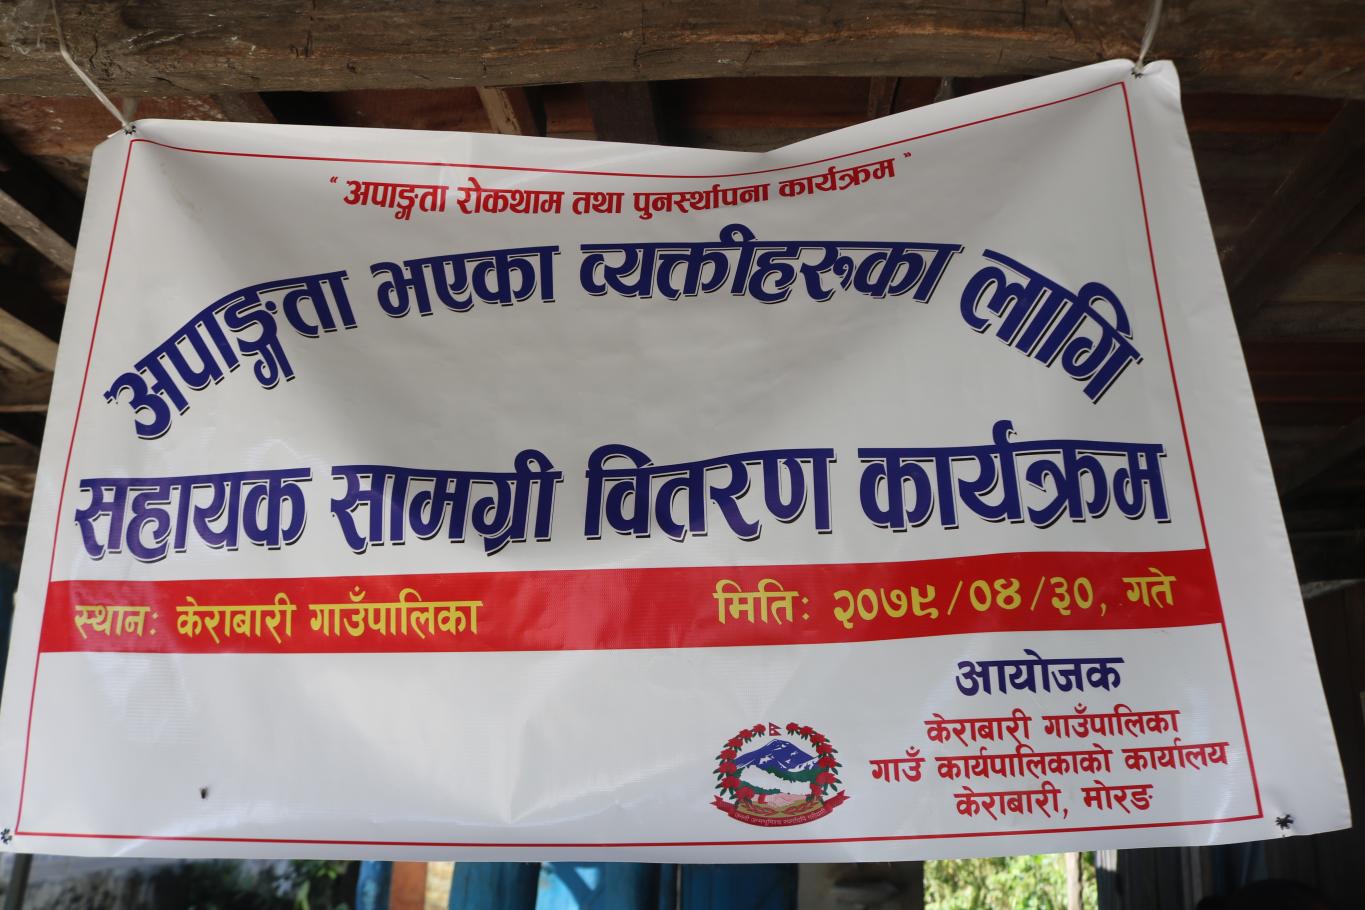 “ अपाङ्गता रोकथाम तथा पुनर्स्थापना कार्यक्रम ”
अपाङ्गता भएका व्यक्तीहरुका लागि
सहायक सामग्री वितरण कार्यक्रम
स्थानः केराबारी गाउँपालिका मितिः २०७९/०४/३०, गते
आयोजक
केराबारी गाउँपालिका
गाउँ कार्यपालिकाको कार्यालय
केराबारी, मोरङ